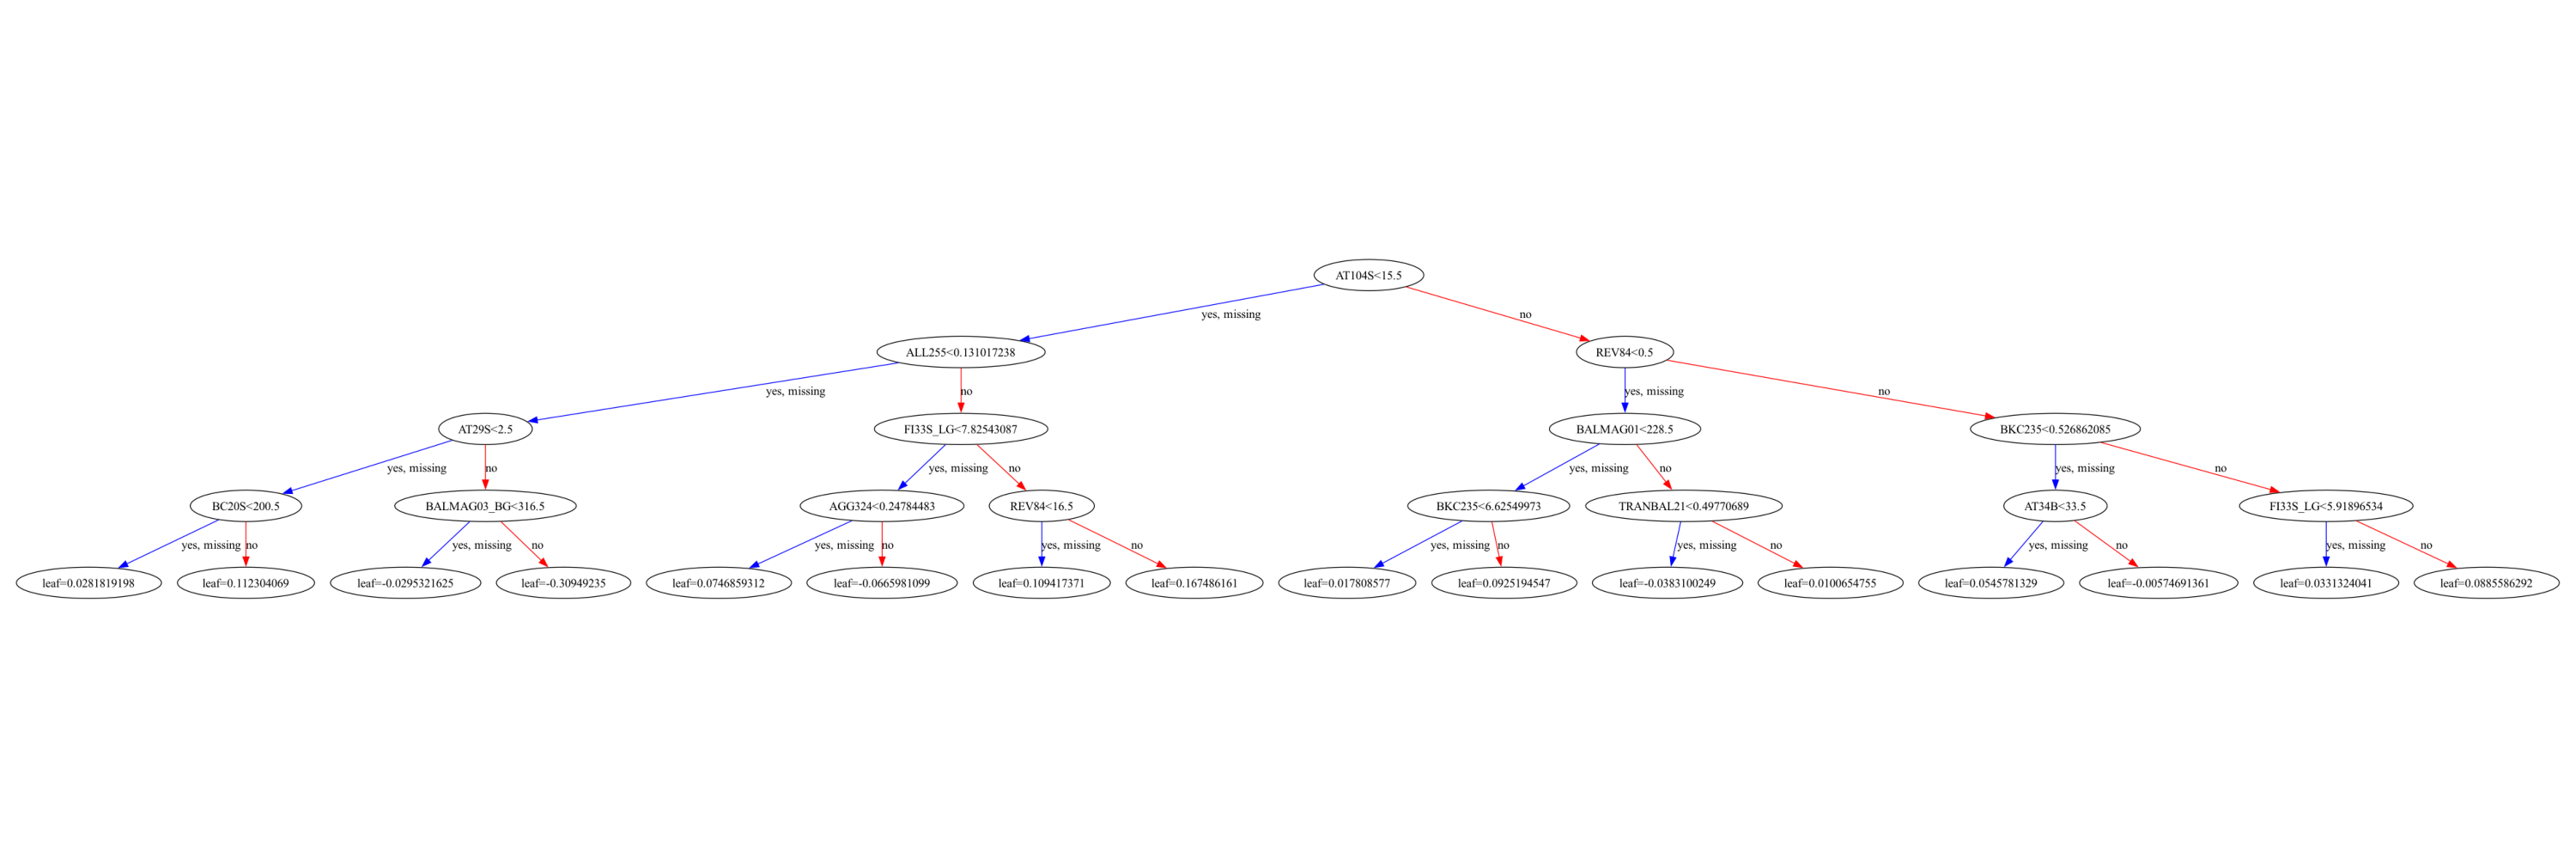 AT104S<15.5
yes, missing
no
ALL255<0.131017238
REV84<0.5
yes, missing
no
yes, missing
no
AT29S<2.5
FI33S_LG<7.82543087
BALMAG01<228.5
BKC235<0.526862085
yes, missing
no
yes, missing
no
yes, missing
no
yes, missing
no
BC20S<200.5
BALMAG03_BG<316.5
AGG324<0.24784483
REV84<16.5
BKC235<6.62549973
TRANBAL21<0.49770689
AT34B<33.5
FI33S_LG<5.91896534
yes, missing
no
yes, missing
no
yes, missing
no
yes, missing
no
yes, missing
no
yes, missing
no
yes, missing
no
yes, missing
no
leaf=0.0281819198
leaf=0.112304069
leaf=-0.0295321625
leaf=-0.30949235
leaf=0.0746859312
leaf=-0.0665981099
leaf=0.109417371
leaf=0.167486161
leaf=0.017808577
leaf=0.0925194547
leaf=-0.0383100249
leaf=0.0100654755
leaf=0.0545781329
leaf=-0.00574691361
leaf=0.0331324041
leaf=0.0885586292